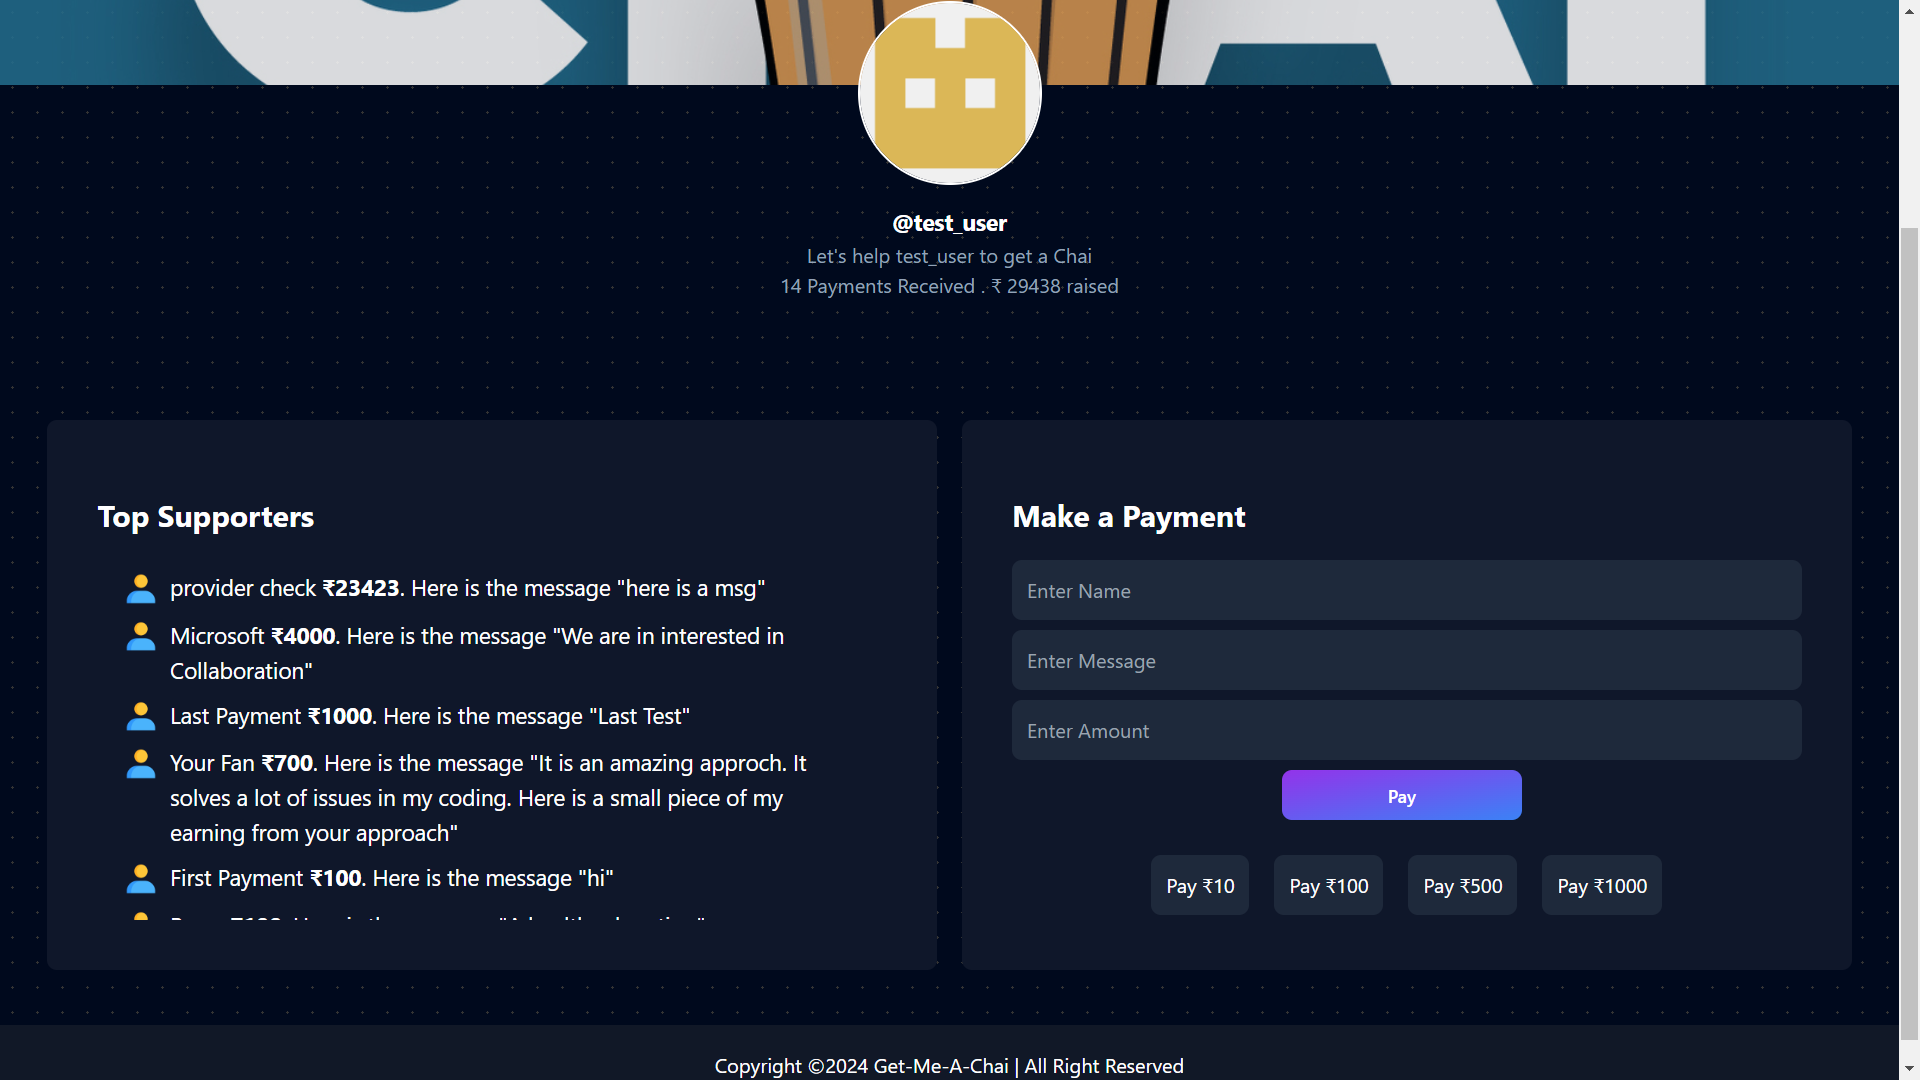 @test_user
Let's help test_user to get a Chai
14 Payments Received . ₹ 29438 raised
Top Supporters
provider check ₹23423. Here is the message "here is a msg"
Microsoft ₹4000. Here is the message "We are in interested in
Collaboration"
Last Payment ₹1000. Here is the message "Last Test"
Your Fan ₹700. Here is the message "It is an amazing approch. It
solves a lot of issues in my coding. Here is a small piece of my
earning from your approach"
First Payment ₹100. Here is the message "hi"
Make a Payment
Enter Name
Enter Message
Enter Amount
Pay
Pay ₹10
Pay ₹100
Pay ₹500
Pay ₹1000
Copyright ©2024 Get-Me-A-Chai | All Right Reserved